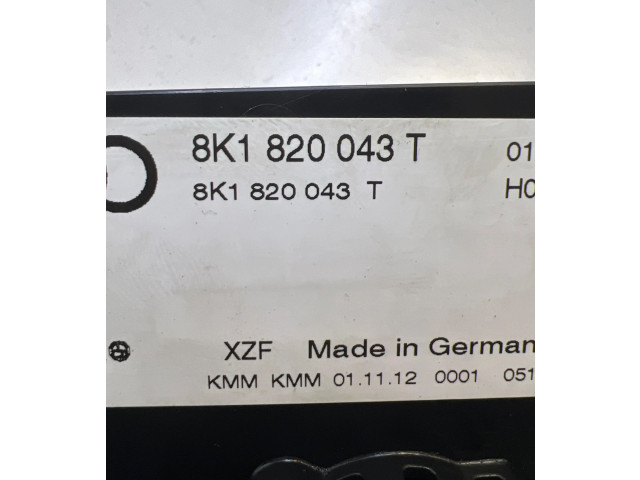 8K1 820 043 T 01
8K1 820 043 T H0
XZF Made in German
KMM KMM 01.11.12 0001 051